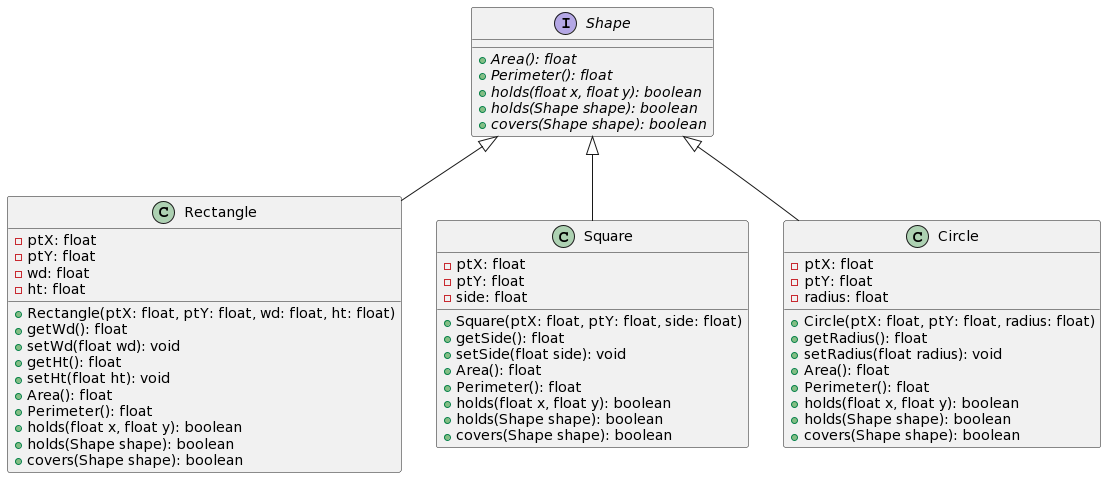 I Shape
Area(): float
Perimeter(): float
holds(float x, float y): boolean
holds(Shape shape): boolean
covers(Shape shape): boolean
C Rectangle
ptX: float
ptY: float
wd: float
ht: float
Rectangle(ptX: float, ptY: float, wd: float, ht: float)
getWd(): float
setWd(float wd): void
getHt(): float
setHt(float ht): void
Area(): float
Perimeter(): float
holds(float x, float y): boolean
holds(Shape shape): boolean
covers(Shape shape): boolean
C Square
ptX: float
ptY: float
side: float
Square(ptX: float, ptY: float, side: float)
getSide(): float
setSide(float side): void
Area(): float
Perimeter(): float
holds(float x, float y): boolean
holds(Shape shape): boolean
covers(Shape shape): boolean
C Circle
ptX: float
ptY: float
radius: float
Circle(ptX: float, ptY: float, radius: float)
getRadius(): float
setRadius(float radius): void
Area(): float
Perimeter(): float
holds(float x, float y): boolean
holds(Shape shape): boolean
covers(Shape shape): boolean